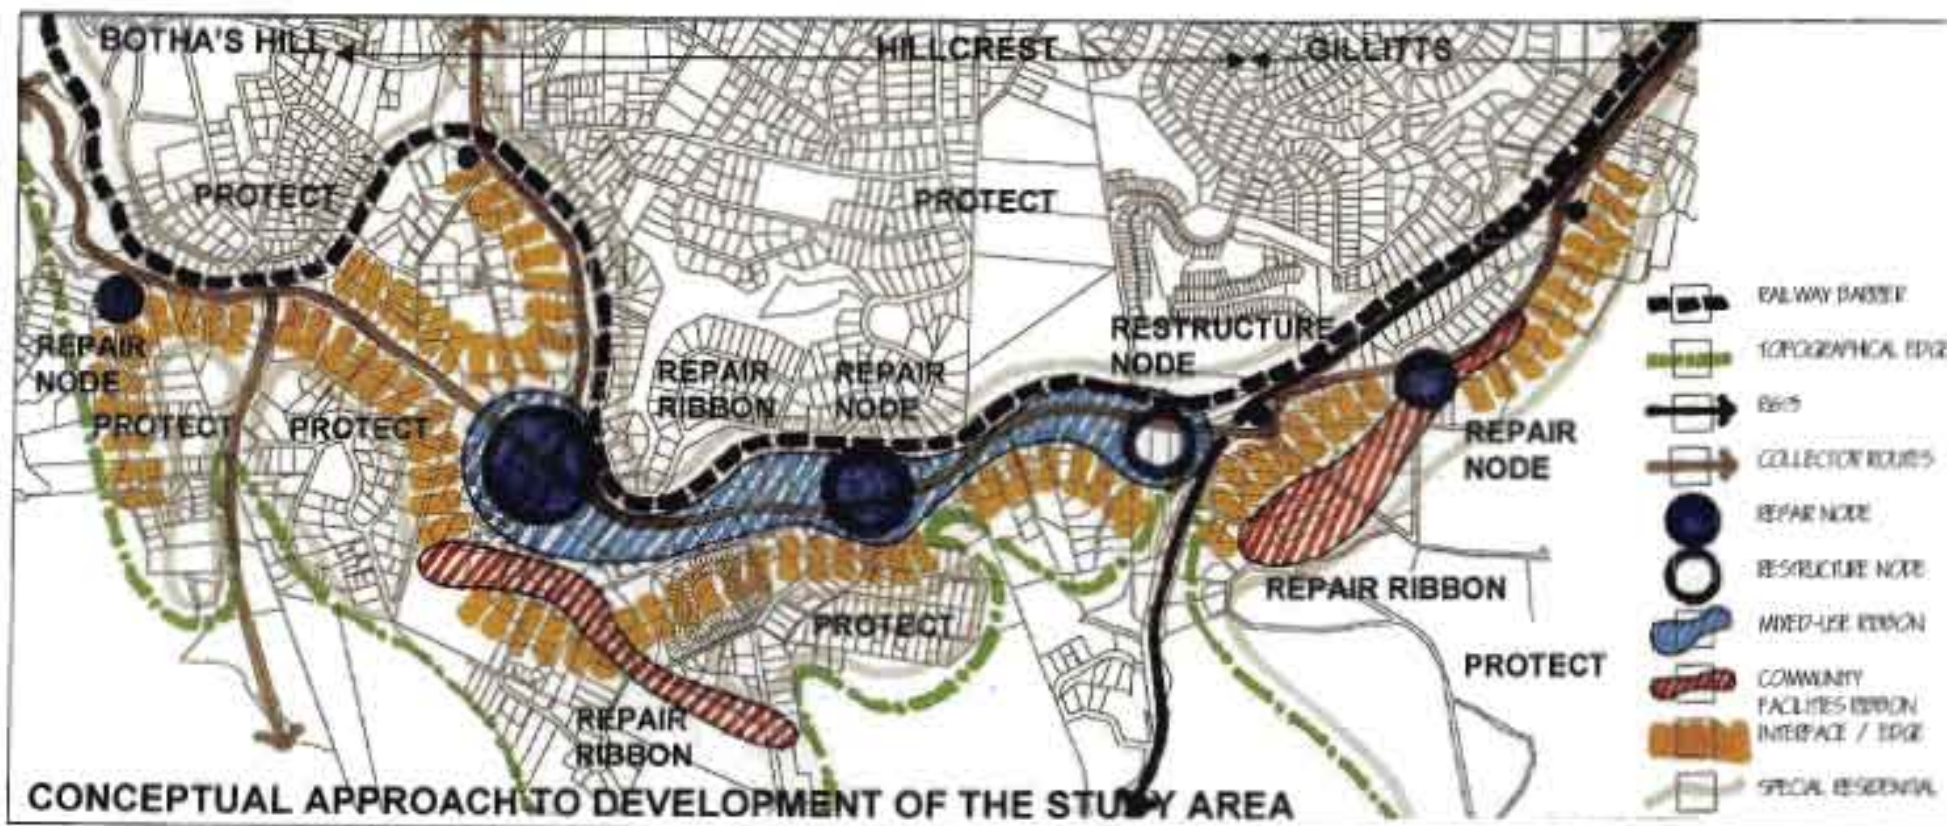 BOTHA'S HILL
HILLCREST
GILLITTS
PROTECT
PROTECT
REPAIR
NODE
PROTECT
PROTECT
REPAIR
RIBBON
REPAIR
NODE
RESTRUCTURE
NODE
REPAIR
NODE
REPAIR RIBBON
PROTECT
PROTECT
REPAIR
RIBBON
CONCEPTUAL APPROACH TO DEVELOPMENT OF THE STUDY AREA
RAILWAY BARRIER
TOPOGRAPHICAL EDGE
COLLECTOR ROUTES
REPAIR NODE
RESTRUCTURE NODE
MIXED-USE RIBBON
COMMUNITY
FACILITIES RIBBON
INTERFACE / EDGE
SPECIAL RESIDENTIAL